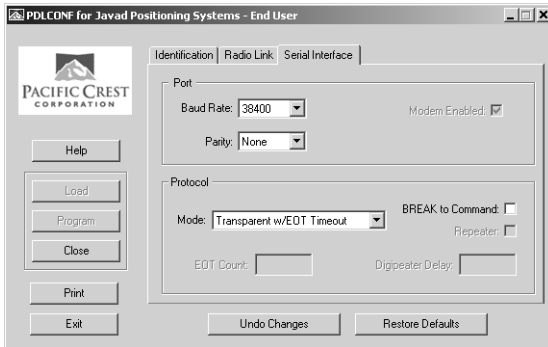 PDLCONF for Javad Positioning Systems - End User
PACIFIC CREST
CORPORATION
Help
Load
Program
Close
Print
Exit
Identification Radio Link Serial Interface
Port
Baud Rate: 38400 Modem Enabled:
Parity: None
Protocol
Mode: Transparent w/EOT Timeout BREAK to Command:
Repeater:
EOT Count: Digipeater Delay:
Undo Changes Restore Defaults